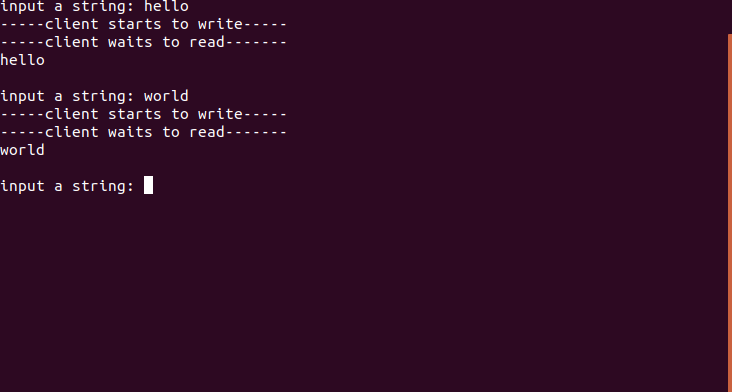 input a string: hello
-----client starts to write-----
-----client waits to read-------
hello
input a string: world
-----client starts to write-----
-----client waits to read-------
world
input a string: